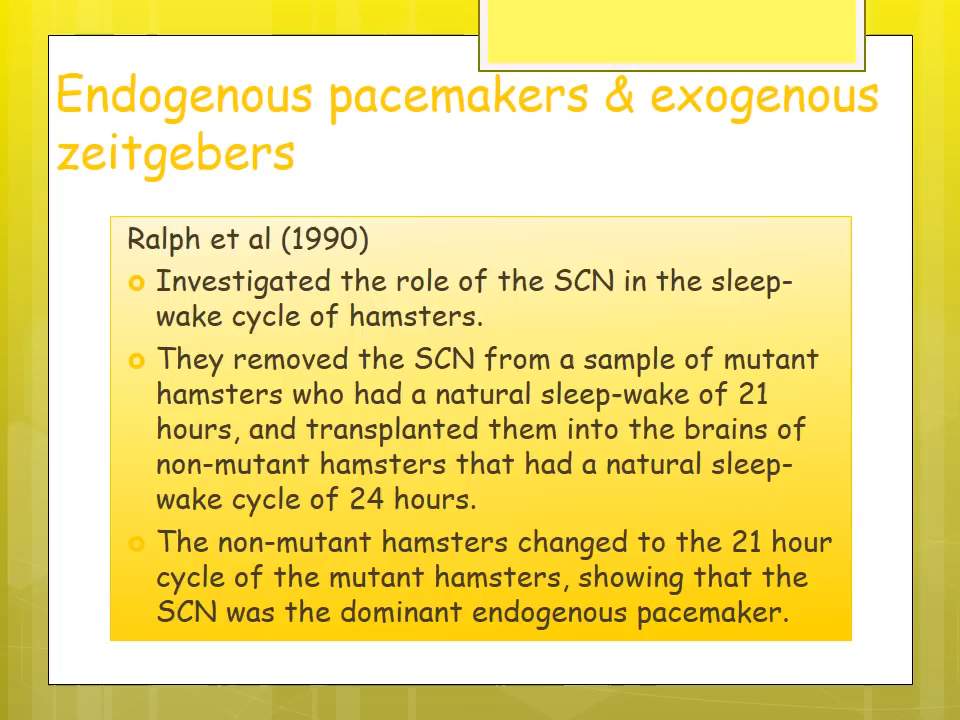 Endogenous pacemakers & exogenous
zeitgebers
Ralph et al (1990)
Investigated the role of the SCN in the sleep-
wake cycle of hamsters.
They removed the SCN from a sample of mutant
hamsters who had a natural sleep-wake of 21
hours, and transplanted them into the brains of
non-mutant hamsters that had a natural sleep-
wake cycle of 24 hours.
The non-mutant hamsters changed to the 21 hour
cycle of the mutant hamsters, showing that the
SCN was the dominant endogenous pacemaker.